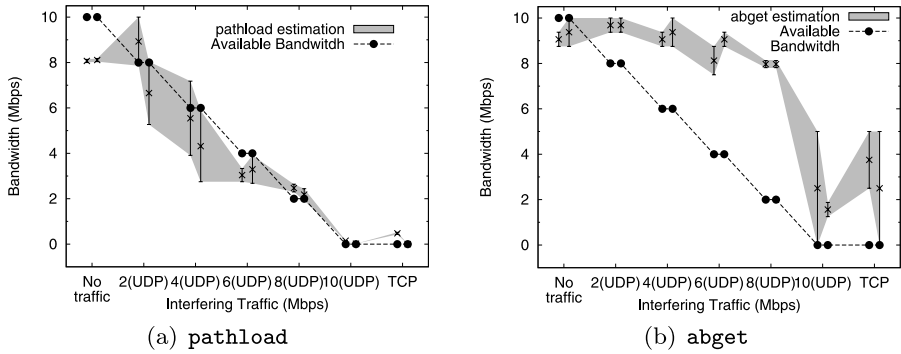 pathload estimation
Available Bandwitdh
10
8
6
4
2
0
Bandwidth (Mbps)
No traffic
2(UDP)
4(UDP)
6(UDP)
8(UDP)
10(UDP)
TCP
Interfering Traffic (Mbps)
(a) pathload
abget estimation
Available
Bandwitdh
10
8
6
4
2
0
Bandwidth (Mbps)
No traffic
2(UDP)
4(UDP)
6(UDP)
8(UDP)
10(UDP)
TCP
Interfering Traffic (Mbps)
(b) abget